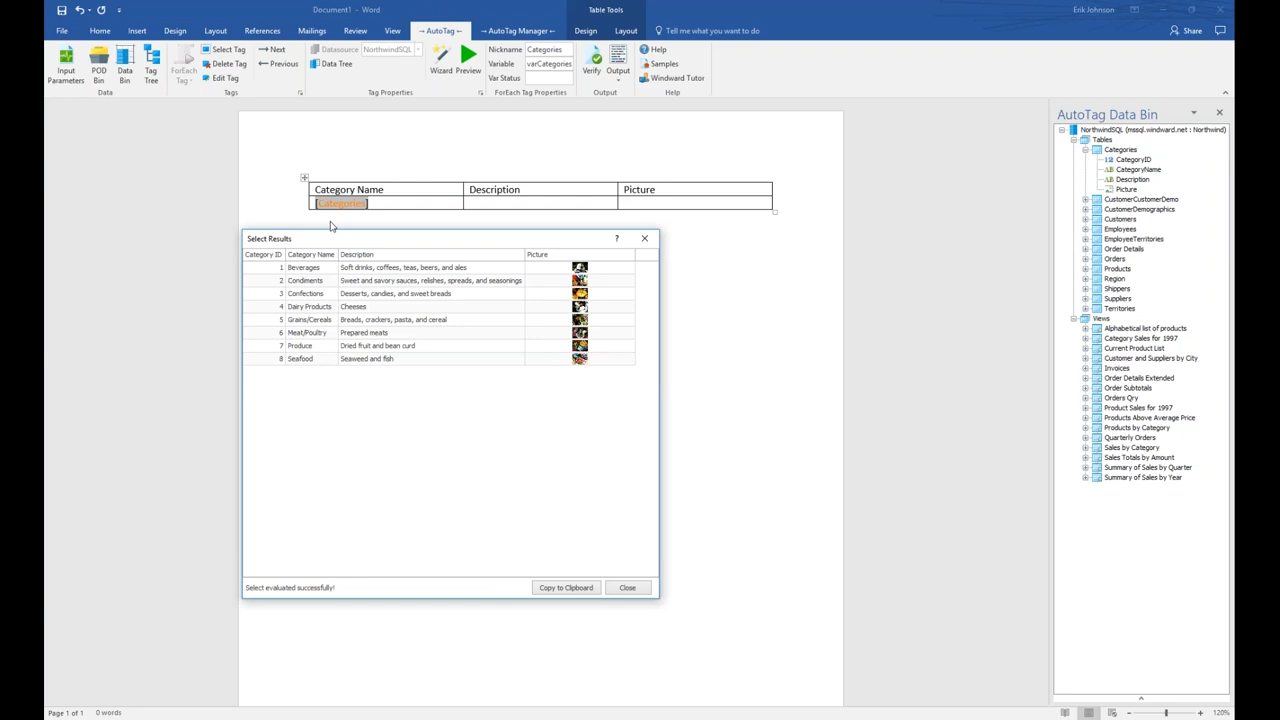 Document1 - Word
Table Tools
Erik Johnson
File Home Insert Design Layout References Mailings Review View → AutoTag ← → AutoTag Manager ← Design Layout Tell me what you want to do
Share
Input Parameters
POD Bin
Data Bin
Tag Tree
Data
ForEach Tag
Select Tag
Delete Tag
Edit Tag
Next
Previous
Tags
Datasource NorthwindSQL
Data Tree
Wizard
Preview
Tag Properties
Nickname Categories
Variable varCategories
Var Status
ForEach Tag Properties
Verify
Output
Output
Help
Samples
Windward Tutor
Help
Category Name Description Picture
[Categories]
Select Results
?
Category ID Category Name Description Picture
1 Beverages Soft drinks, coffees, teas, beers, and ales
2 Condiments Sweet and savory sauces, relishes, spreads, and seasonings
3 Confections Desserts, candies, and sweet breads
4 Dairy Products Cheeses
5 Grains/Cereals Breads, crackers, pasta, and cereal
6 Meat/Poultry Prepared meats
7 Produce Dried fruit and bean curd
8 Seafood Seaweed and fish
Select evaluated successfully!
Copy to Clipboard
Close
AutoTag Data Bin
NorthwindSQL (mssql.windward.net : Northwind)
Tables
Categories
12 CategoryID
AB CategoryName
AB Description
Picture
CustomerCustomerDemo
CustomerDemographics
Customers
Employees
EmployeeTerritories
Order Details
Orders
Products
Region
Shippers
Suppliers
Territories
Views
Alphabetical list of products
Category Sales for 1997
Current Product List
Customer and Suppliers by City
Invoices
Order Details Extended
Order Subtotals
Orders Qry
Product Sales for 1997
Products Above Average Price
Products by Category
Quarterly Orders
Sales by Category
Sales Totals by Amount
Summary of Sales by Quarter
Summary of Sales by Year
Page 1 of 1 0 words
120%